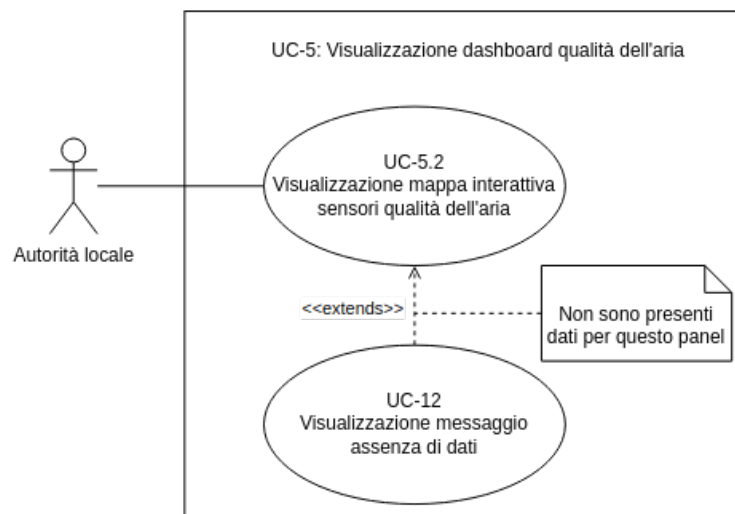 UC-5: Visualizzazione dashboard qualità dell'aria
UC-5.2
Visualizzazione mappa interattiva
sensori qualità dell'aria
Autorità locale
<<extends>>
Non sono presenti
dati per questo panel
UC-12
Visualizzazione messaggio
assenza di dati